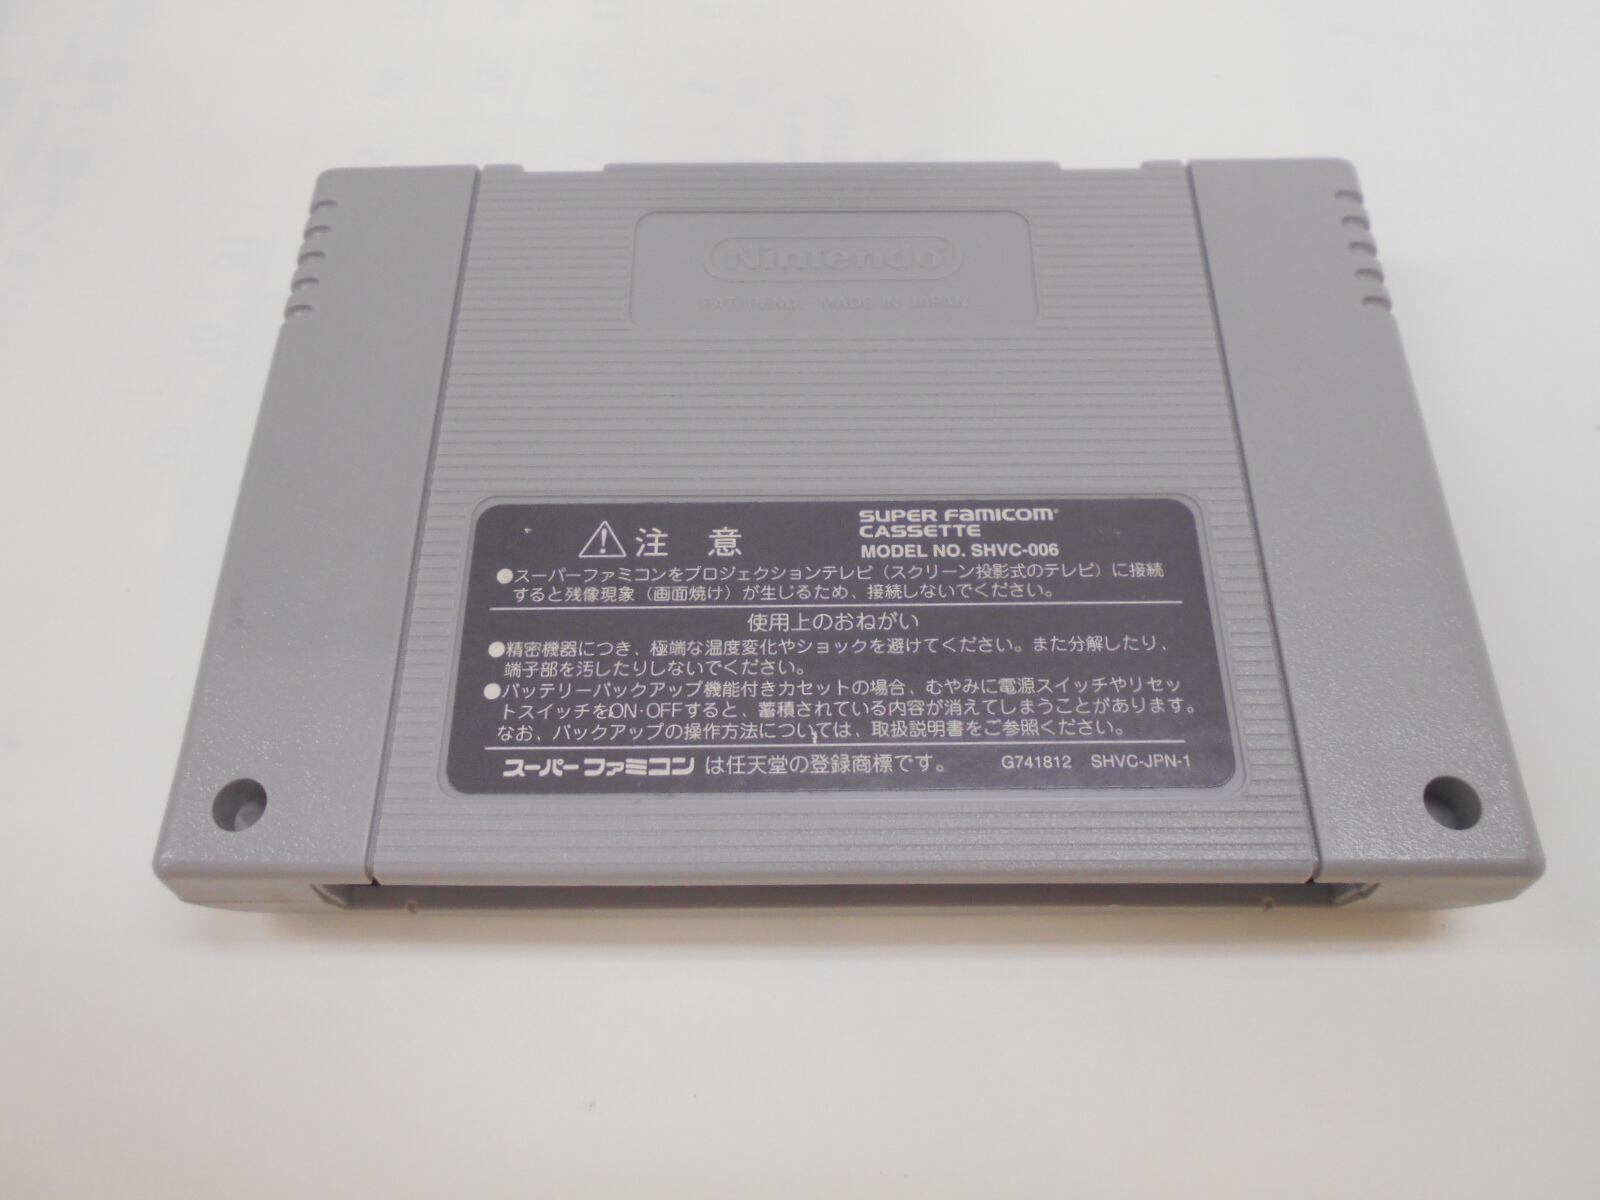 Nintendo
PAT. PEND. MADE IN JAPAN
注 意
SUPER FAMICOM
CASSETTE
MODEL NO. SHVC-006
●スーパーファミコンをプロジェクションテレビ（スクリーン投影式のテレビ）に接続
すると残像現象（画面焼け）が生じるため、接続しないでください。
使用上のおねがい
●精密機器につき、極端な温度変化やショックを避けてください。また分解したり、
端子部を汚したりしないでください。
●バッテリーバックアップ機能付きカセットの場合、むやみに電源スイッチやリセッ
トスイッチをON·OFFすると、蓄積されている内容が消えてしまうことがあります。
なお、バックアップの操作方法については、取扱説明書をご参照ください。
スーパーファミコン は任天堂の登録商標です。 G741812 SHVC-JPN-1